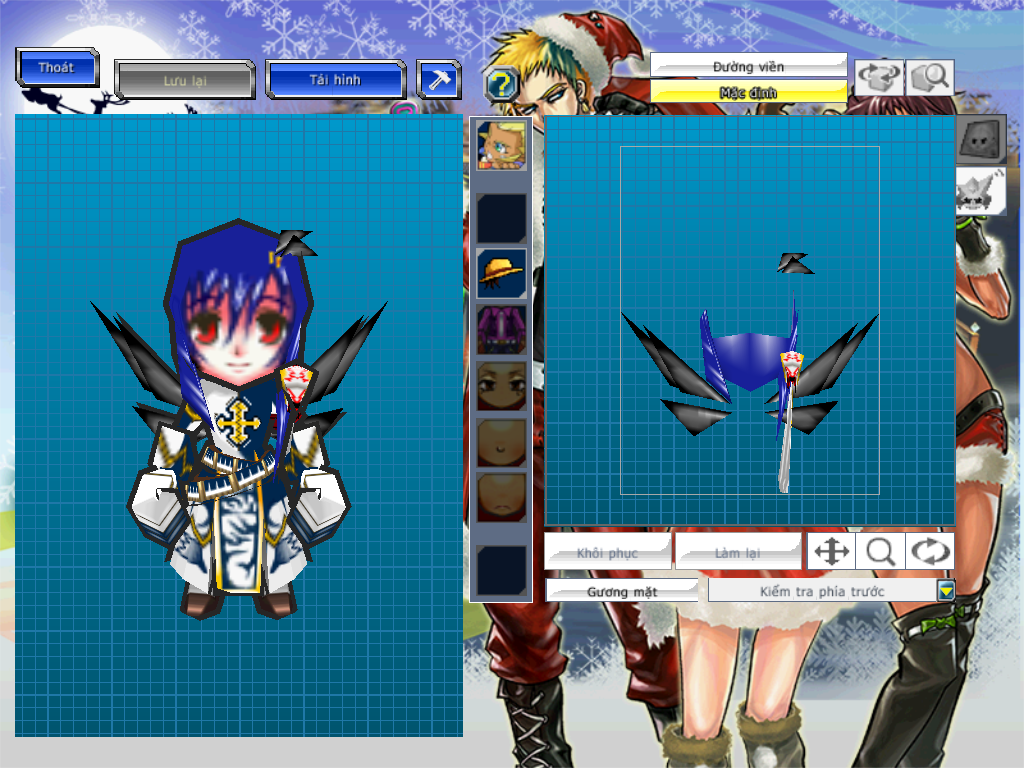 Thoát
Lưu lại
Tải hình
Đường viền
Mặc định
Khôi phục
Làm lại
Gương mặt
Kiểm tra phía trước